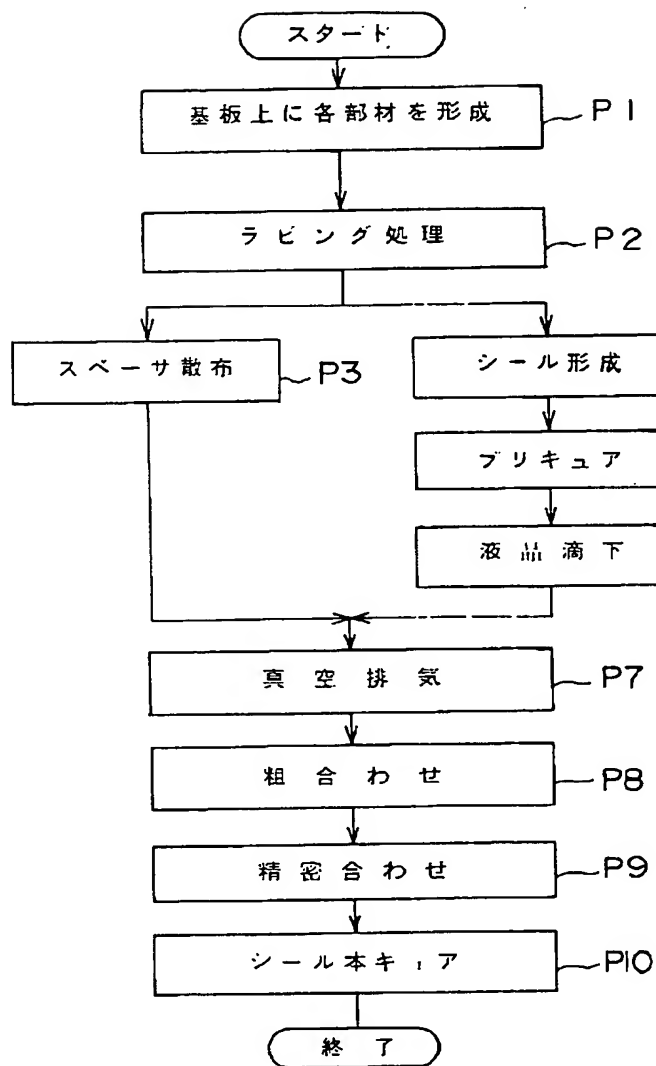 スタート
基板上に各部材を形成
P1
ラビング処理
P2
スペーサ散布
P3
シール形成
プリキュア
液晶滴下
真空排気
P7
粗合わせ
P8
精密合わせ
P9
シール本キュア
P10
終了